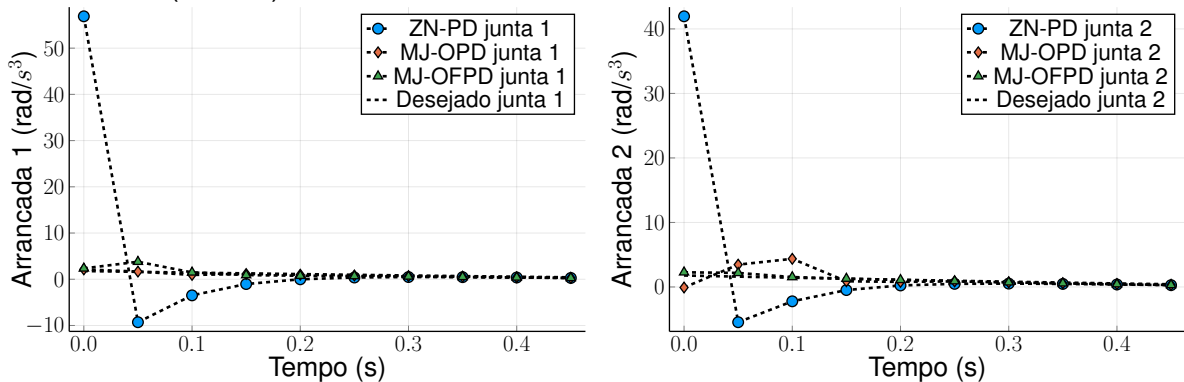 ZN-PD junta 1
MJ-OPD junta 1
MJ-OFPD junta 1
Desejado junta 1
Arrancada 1 (rad/s³)
50
40
30
20
10
0
−10
0.0 0.1 0.2 0.3 0.4
Tempo (s)
ZN-PD junta 2
MJ-OPD junta 2
MJ-OFPD junta 2
Desejado junta 2
Arrancada 2 (rad/s³)
40
30
20
10
0
0.0 0.1 0.2 0.3 0.4
Tempo (s)